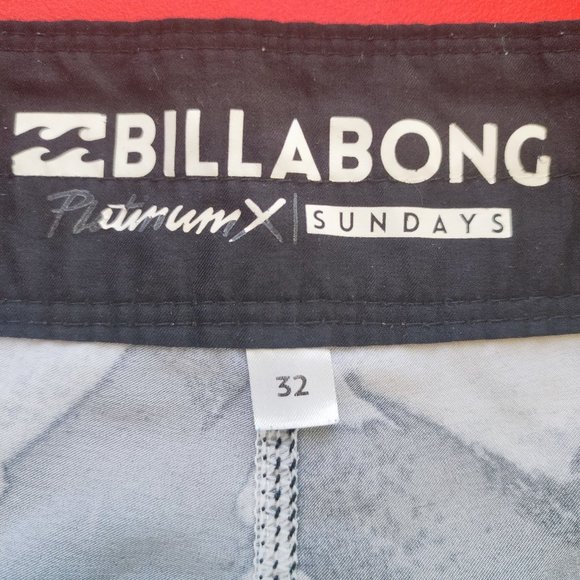 BILLABONG
Platinum X | SUNDAYS
32